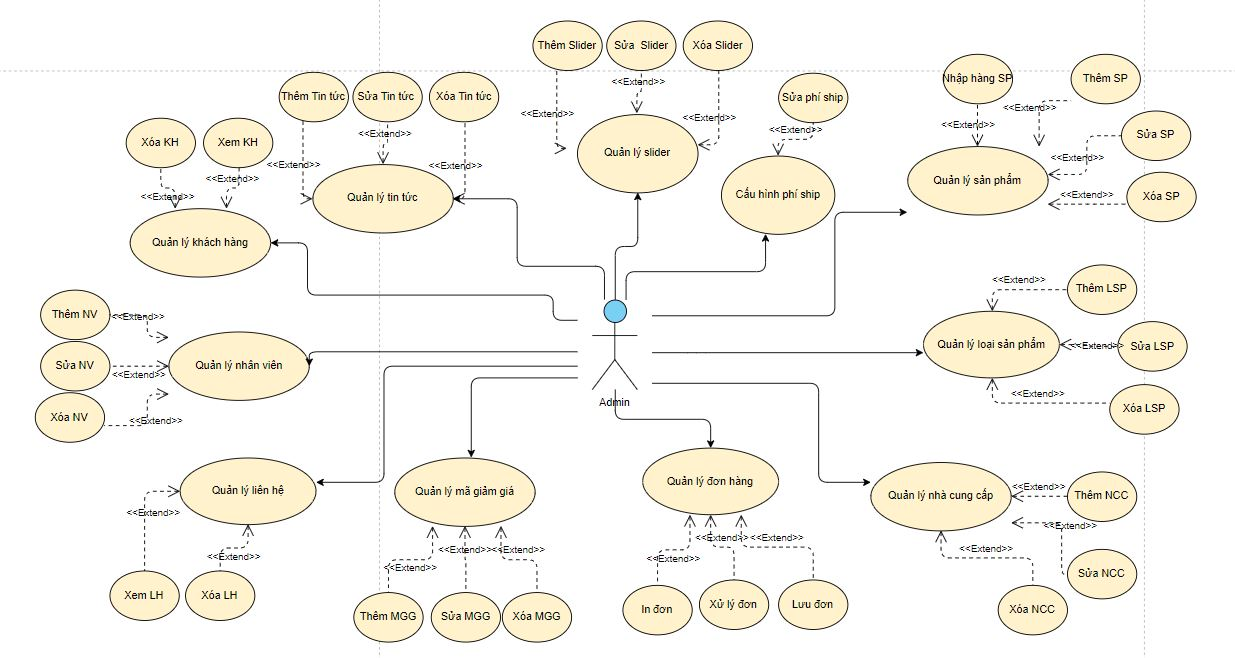 Thêm Slider
Sửa Slider
Xóa Slider
<<Extend>>
<<Extend>>
<<Extend>>
Quản lý slider
Thêm Tin tức
Sửa Tin tức
Xóa Tin tức
<<Extend>>
<<Extend>>
<<Extend>>
Quản lý tin tức
Sửa phí ship
<<Extend>>
Cấu hình phí ship
Nhập hàng SP
Thêm SP
<<Extend>>
<<Extend>>
Sửa SP
<<Extend>>
Quản lý sản phẩm
<<Extend>>
Xóa SP
Xóa KH
Xem KH
<<Extend>>
<<Extend>>
Quản lý khách hàng
Thêm NV
<<Extend>>
Sửa NV
<<Extend>>
Quản lý nhân viên
Xóa NV
<<Extend>>
Admin
<<Extend>>
Thêm LSP
Quản lý loại sản phẩm
<<Extend>>
Sửa LSP
<<Extend>>
Xóa LSP
Quản lý liên hệ
<<Extend>>
<<Extend>>
Xem LH
Xóa LH
Quản lý mã giảm giá
<<Extend>>
<<Extend>>
<<Extend>>
Thêm MGG
Sửa MGG
Xóa MGG
Quản lý đơn hàng
<<Extend>>
<<Extend>>
<<Extend>>
In đơn
Xử lý đơn
Lưu đơn
Quản lý nhà cung cấp
<<Extend>>
Thêm NCC
<<Extend>>
<<Extend>>
Sửa NCC
Xóa NCC